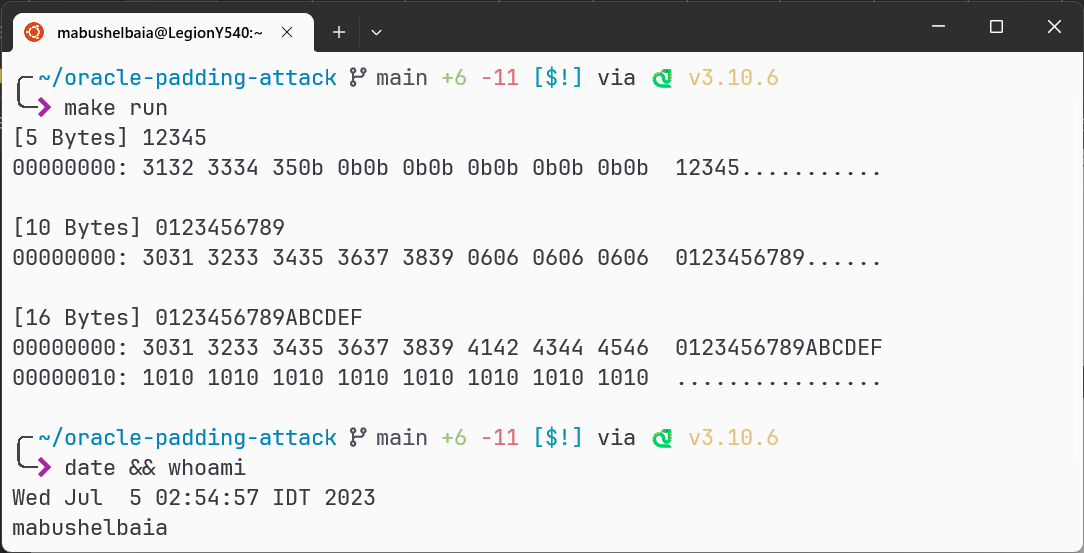 mabushelbaia@LegionY540:~
~/oracle-padding-attack main +6 -11 [$!] via v3.10.6
make run
[5 Bytes] 12345
00000000: 3132 3334 350b 0b0b 0b0b 0b0b 0b0b 0b0b  12345...........
[10 Bytes] 0123456789
00000000: 3031 3233 3435 3637 3839 0606 0606 0606  0123456789......
[16 Bytes] 0123456789ABCDEF
00000000: 3031 3233 3435 3637 3839 4142 4344 4546  0123456789ABCDEF
00000010: 1010 1010 1010 1010 1010 1010 1010 1010  ................
~/oracle-padding-attack main +6 -11 [$!] via v3.10.6
date && whoami
Wed Jul  5 02:54:57 IDT 2023
mabushelbaia